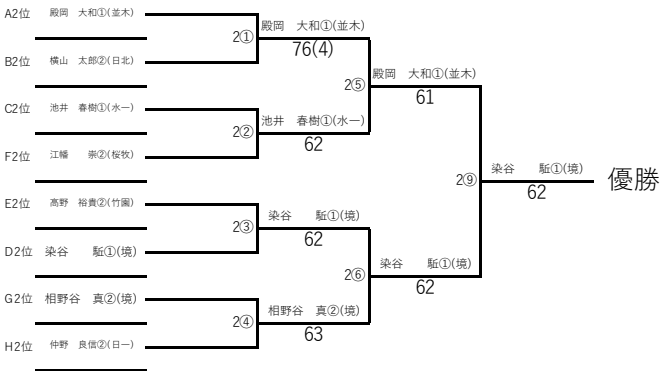 A2位 殿岡 大和①(並木)
2① 殿岡 大和①(並木)
76(4)
B2位 横山 太郎②(日北)
2⑤ 殿岡 大和①(並木)
61
C2位 池井 春樹①(水一)
2② 池井 春樹①(水一)
62
F2位 江幡 崇②(桜牧)
2⑨ 染谷 駈①(境) 優勝
62
E2位 高野 裕貴②(竹園)
2③ 染谷 駈①(境)
62
D2位 染谷 駈①(境)
2⑥ 染谷 駈①(境)
62
G2位 相野谷 真②(境)
2④ 相野谷 真②(境)
63
H2位 仲野 良信②(日一)